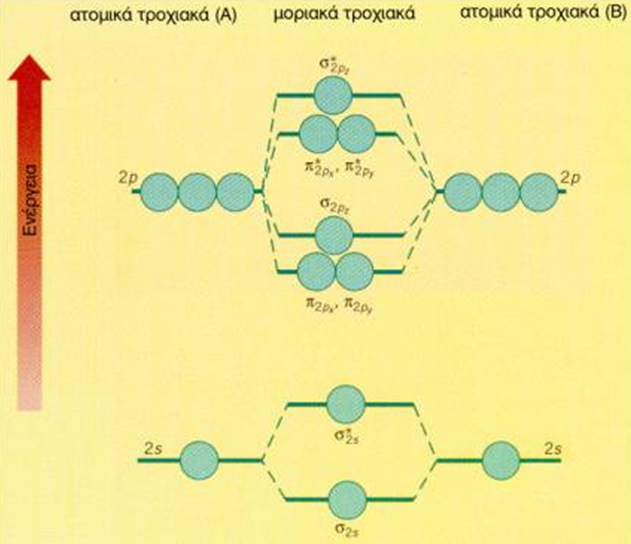 ατομικά τροχιακά (Α) μοριακά τροχιακά ατομικά τροχιακά (Β)
Ενέργεια
σ*2pz
π*2px, π*2py
2p 2p
σ2pz
π2px, π2py
σ*2s
2s 2s
σ2s